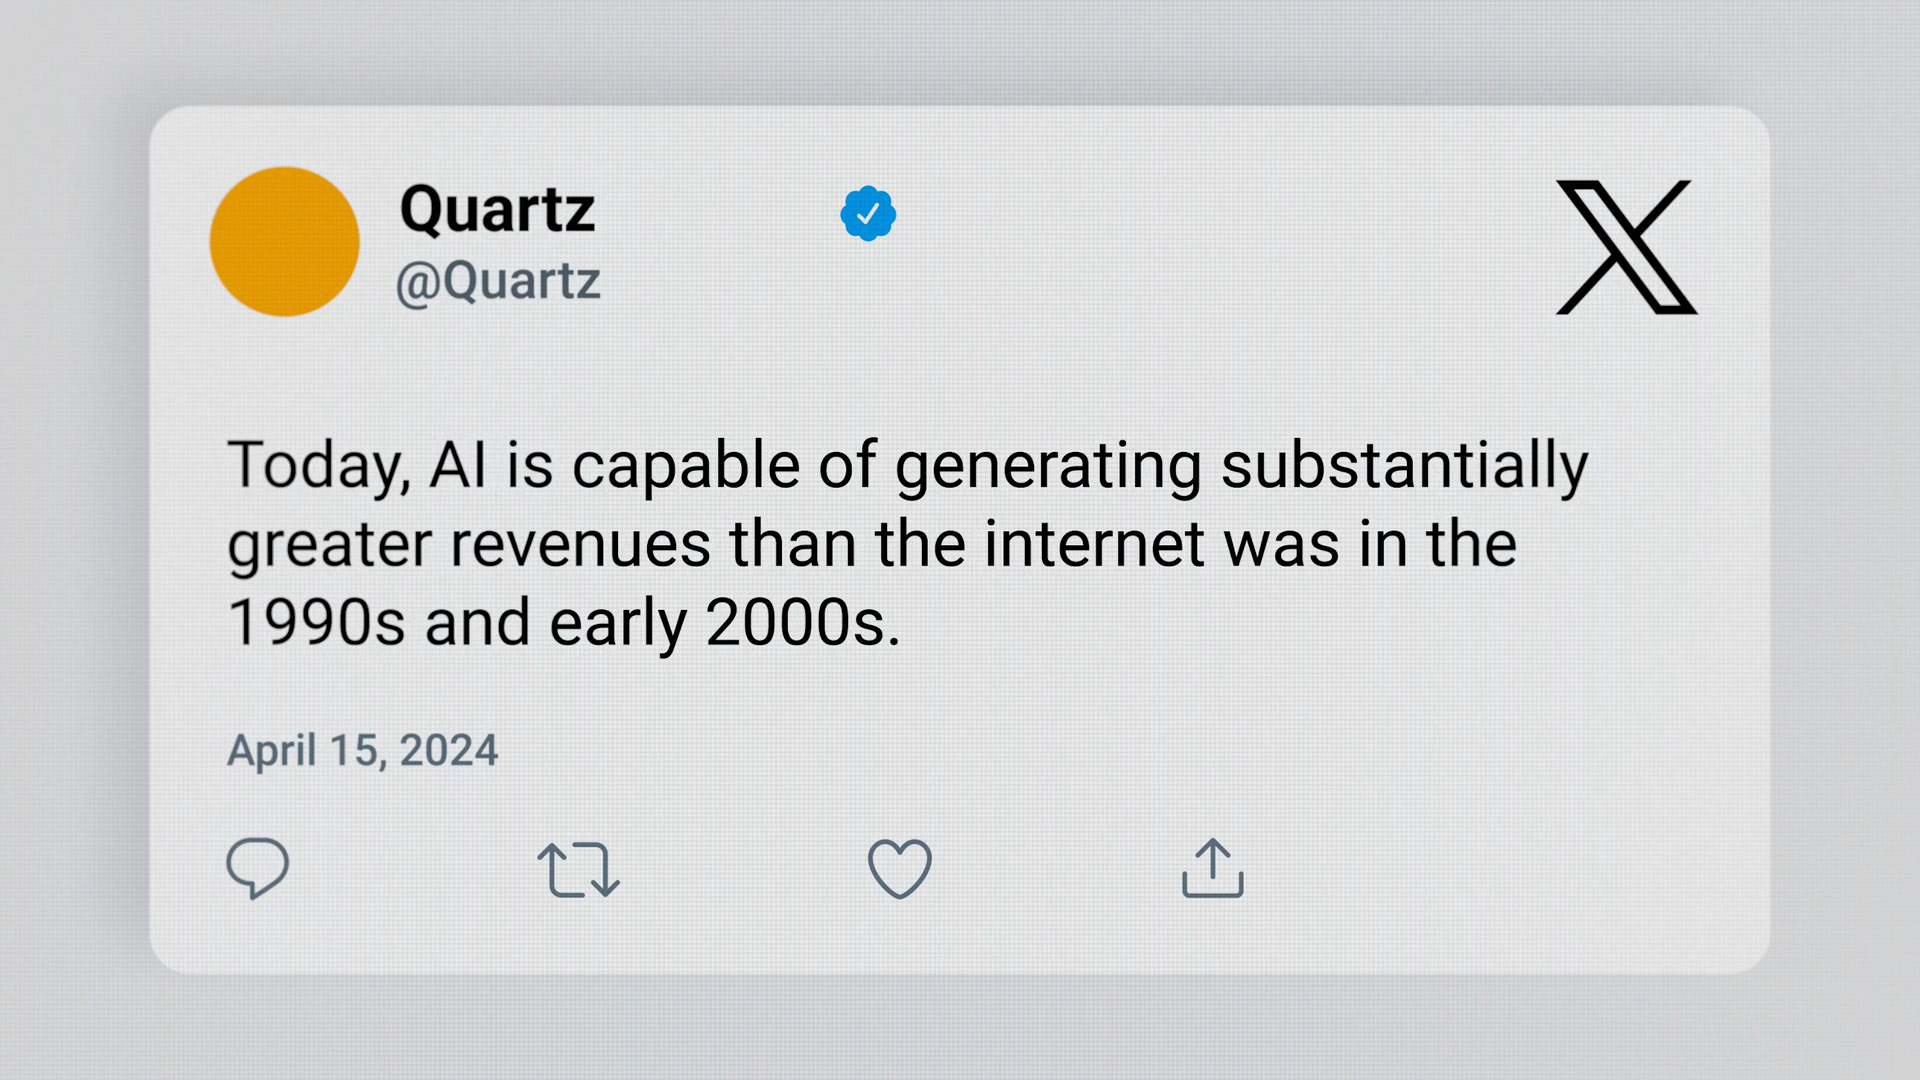 Quartz
@Quartz
Today, AI is capable of generating substantially
greater revenues than the internet was in the
1990s and early 2000s.
April 15, 2024